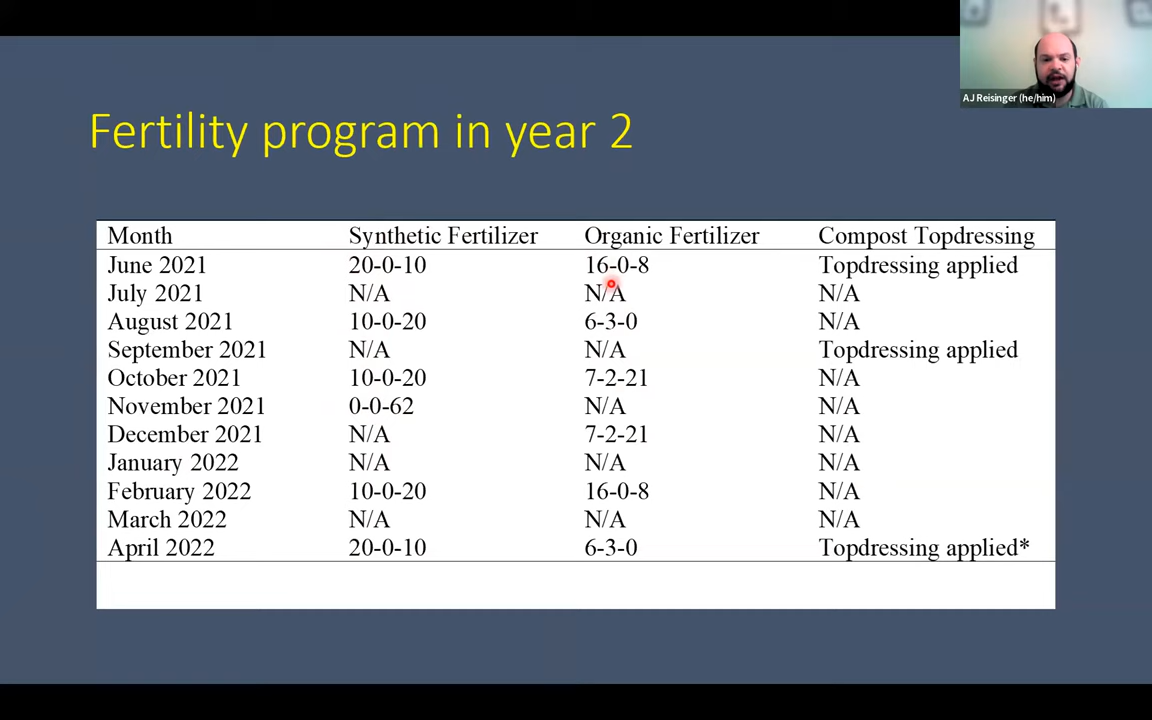 AJ Reisinger (he/him)
Fertility program in year 2
Month Synthetic Fertilizer Organic Fertilizer Compost Topdressing
June 2021 20-0-10 16-0-8 Topdressing applied
July 2021 N/A N/A N/A
August 2021 10-0-20 6-3-0 N/A
September 2021 N/A N/A Topdressing applied
October 2021 10-0-20 7-2-21 N/A
November 2021 0-0-62 N/A N/A
December 2021 N/A 7-2-21 N/A
January 2022 N/A N/A N/A
February 2022 10-0-20 16-0-8 N/A
March 2022 N/A N/A N/A
April 2022 20-0-10 6-3-0 Topdressing applied*